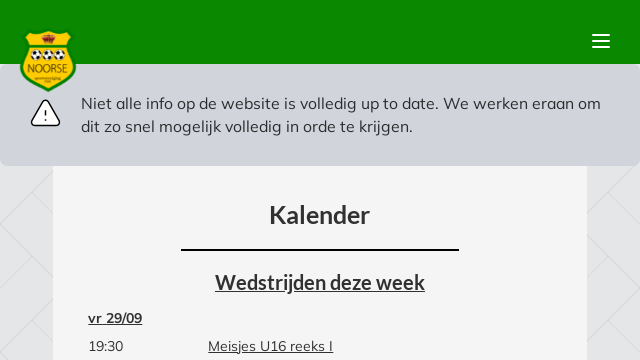 NOORSE
Niet alle info op de website is volledig up to date. We werken eraan om
dit zo snel mogelijk volledig in orde te krijgen.
Kalender
Wedstrijden deze week
vr 29/09
19:30 Meisjes U16 reeks I